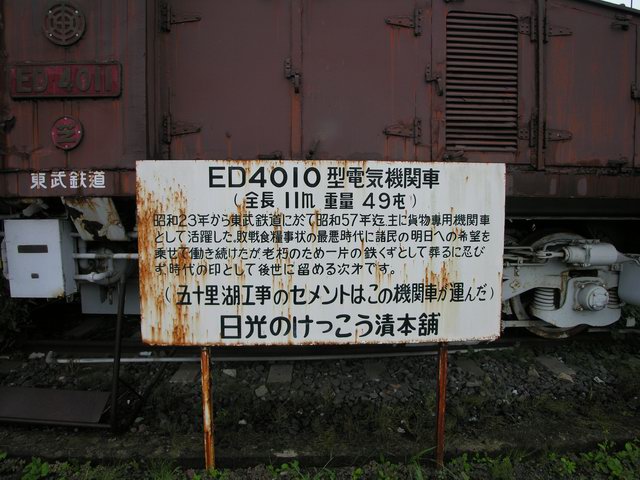 ED4011
東武鉄道
ED4010型電気機関車
(全長 11m 重量 49屯)
昭和23年から東武鉄道に於て昭和57年迄主に貨物専用機関車
として活躍した。敗戦食糧事状の最悪時代に諸民の明日への希望を
乗せて働き続けたが老朽のため一片の鉄くずとして葬るに忍び
ず時代の印として後世に留める次才です。
(五十里湖工事のセメントはこの機関車が運んだ)
日光のけっこう漬本舗